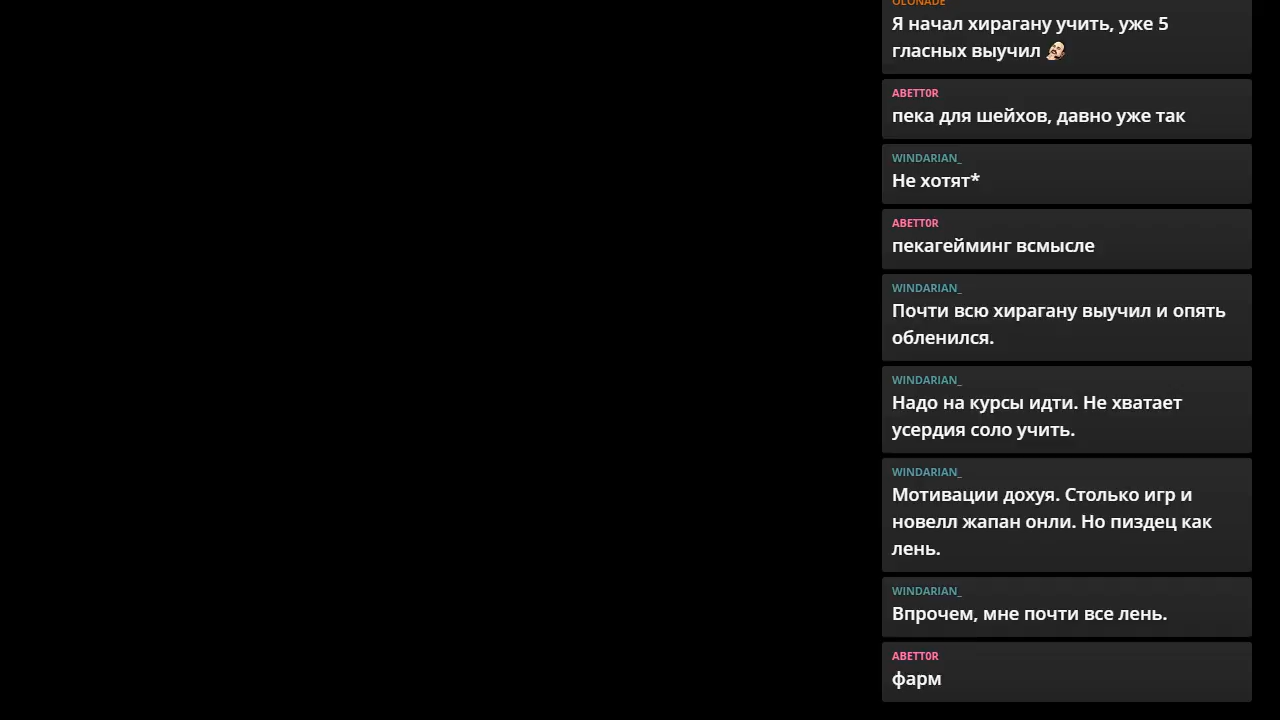 OLONADE
Я начал хирагану учить, уже 5
гласных выучил
ABETT0R
пека для шейхов, давно уже так
WINDARIAN_
Не хотят*
ABETT0R
пекагейминг всмысле
WINDARIAN_
Почти всю хирагану выучил и опять
обленился.
WINDARIAN_
Надо на курсы идти. Не хватает
усердия соло учить.
WINDARIAN_
Мотивации дохуя. Столько игр и
новелл жапан онли. Но пиздец как
лень.
WINDARIAN_
Впрочем, мне почти все лень.
ABETT0R
фарм